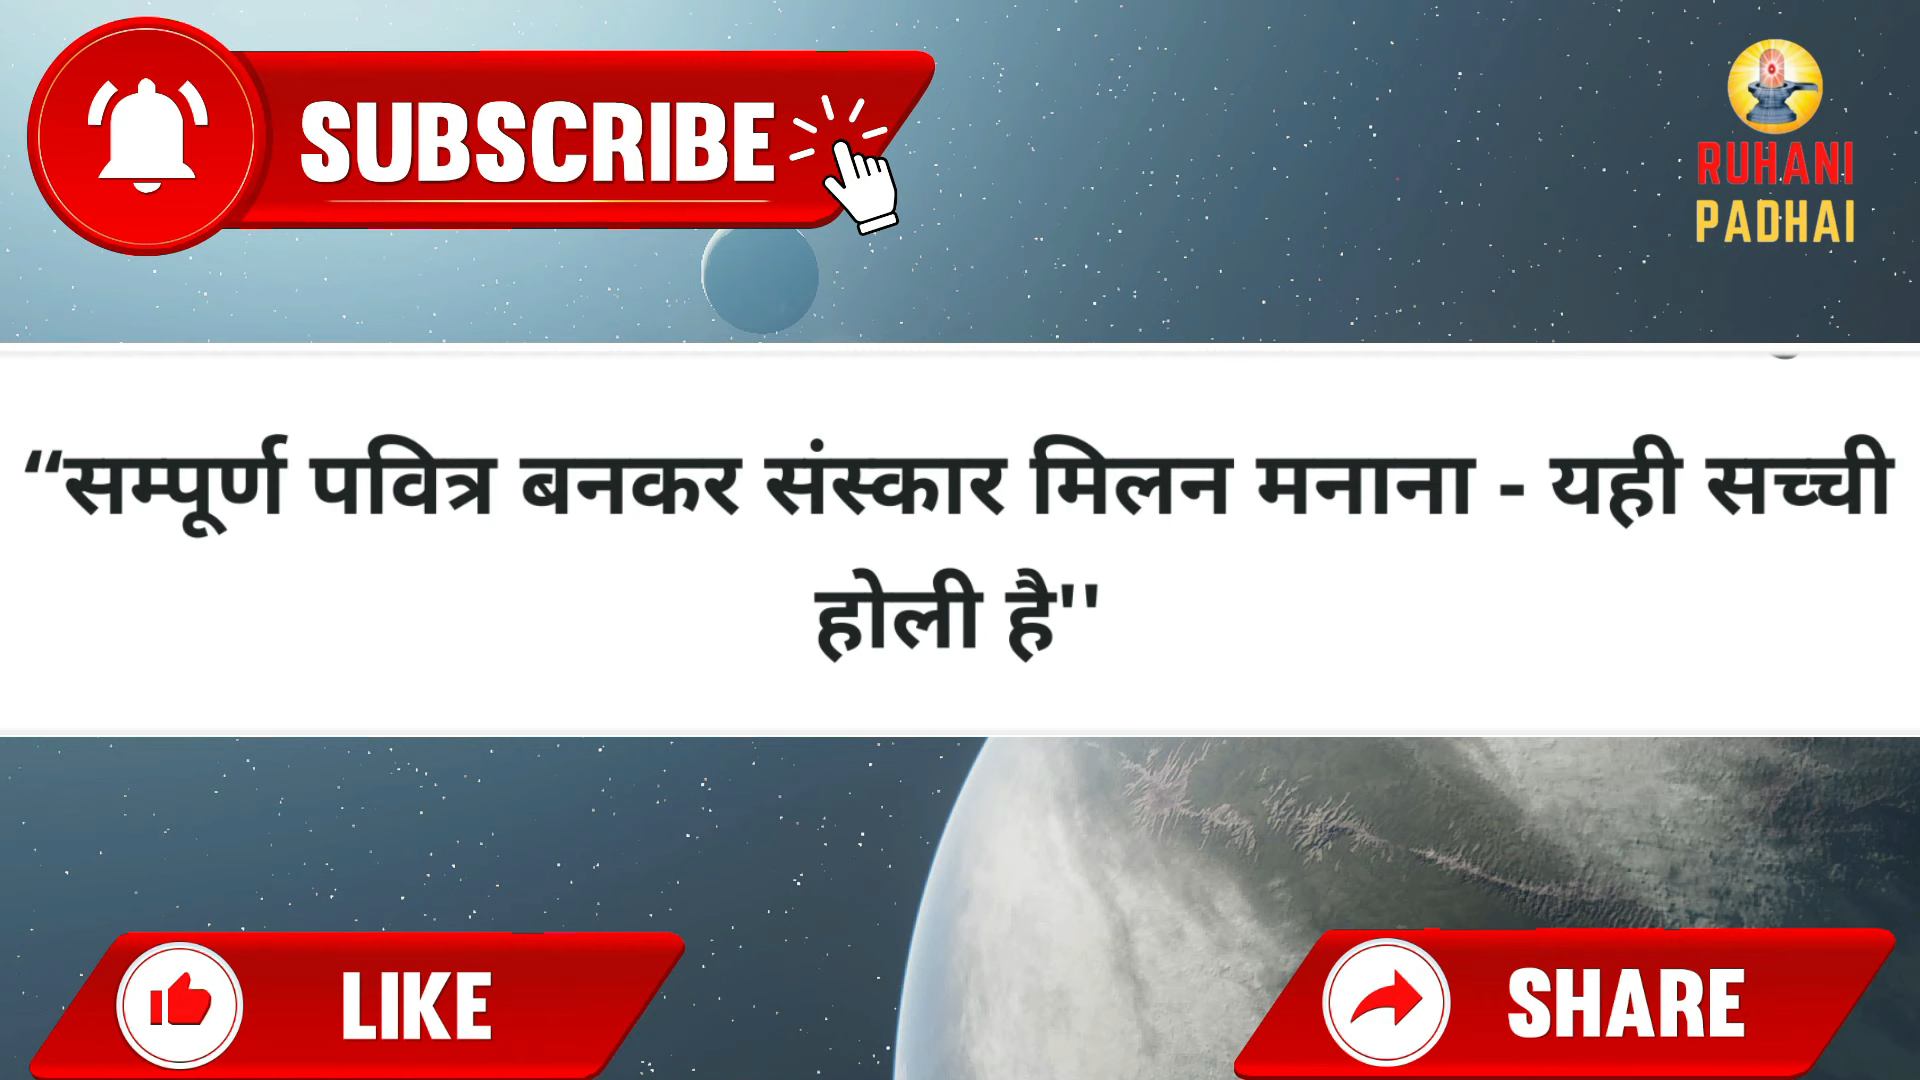 SUBSCRIBE
RUHANI
PADHAI
“सम्पूर्ण पवित्र बनकर संस्कार मिलन मनाना - यही सच्ची
होली है''
LIKE
SHARE